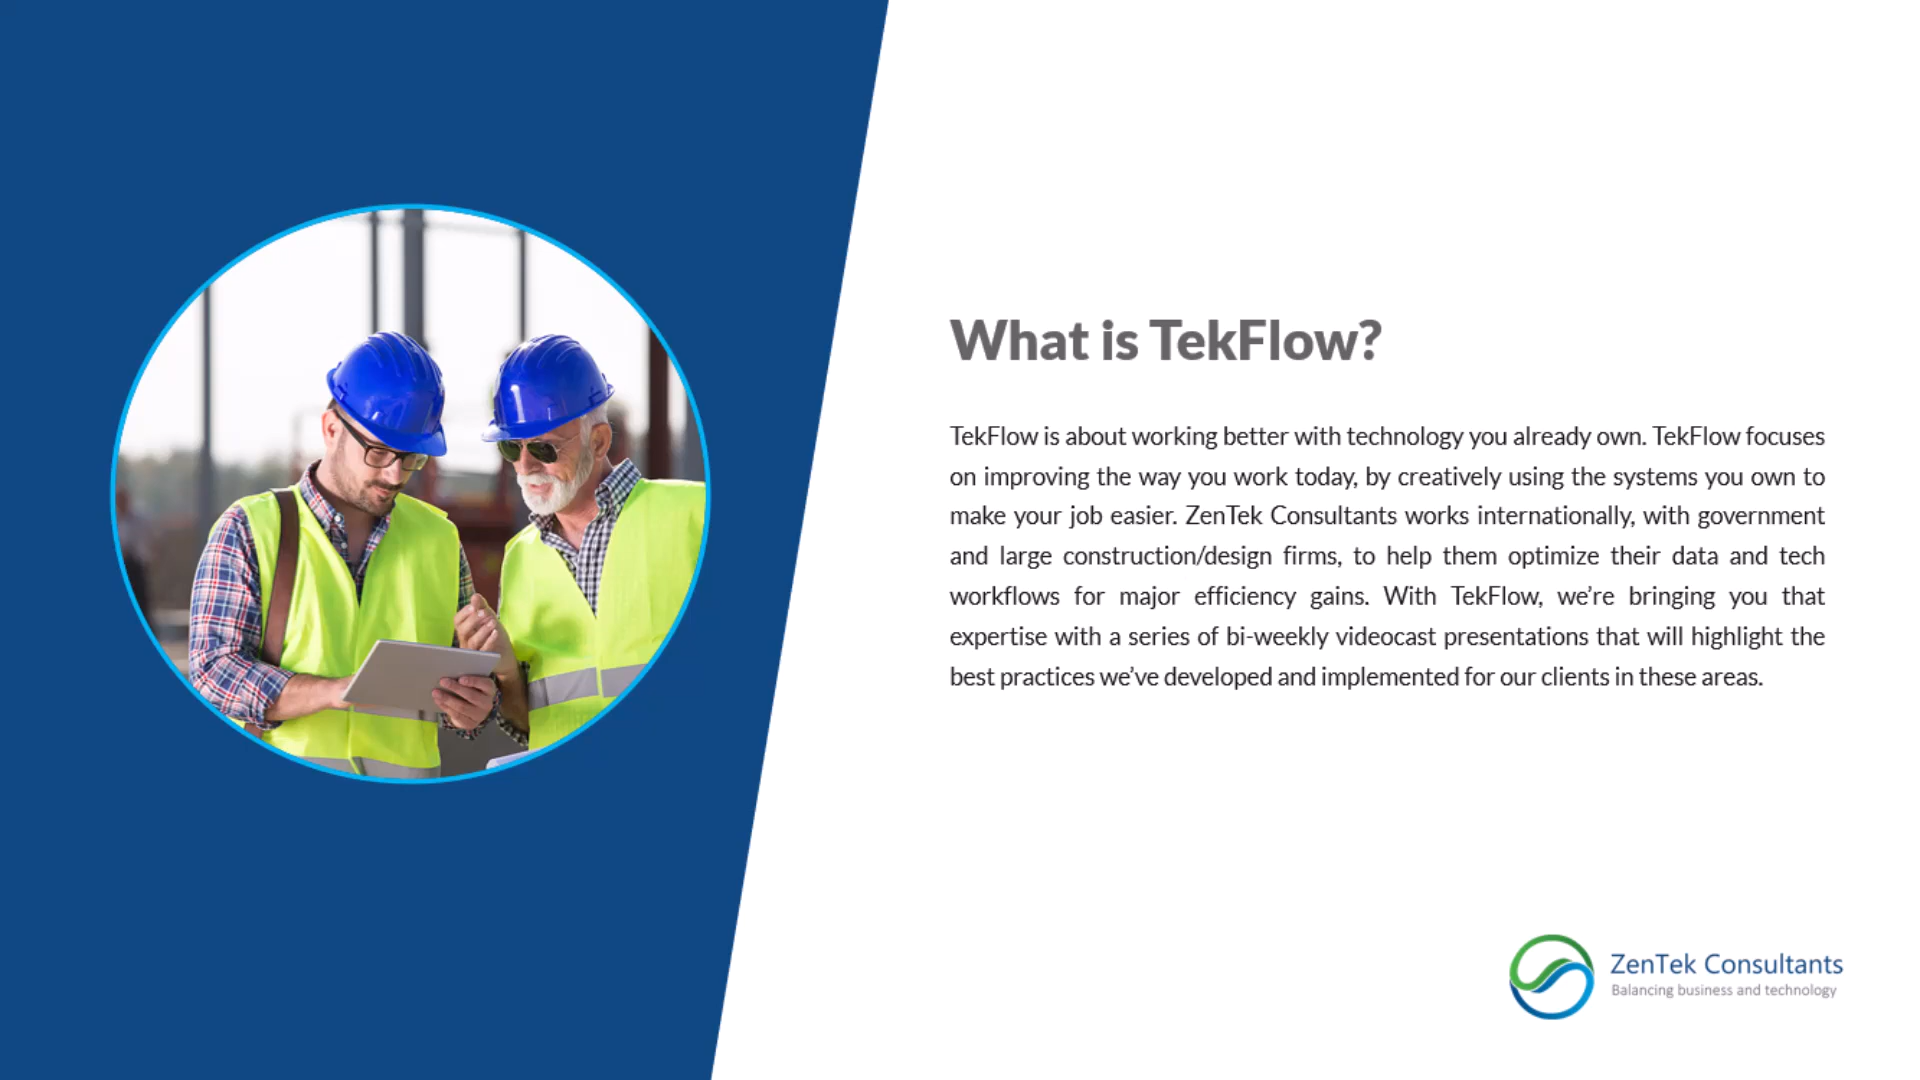 What is TekFlow?
TekFlow is about working better with technology you already own. TekFlow focuses
on improving the way you work today, by creatively using the systems you own to
make your job easier. ZenTek Consultants works internationally, with government
and large construction/design firms, to help them optimize their data and tech
workflows for major efficiency gains. With TekFlow, we’re bringing you that
expertise with a series of bi-weekly videocast presentations that will highlight the
best practices we’ve developed and implemented for our clients in these areas.
ZenTek Consultants
Balancing business and technology